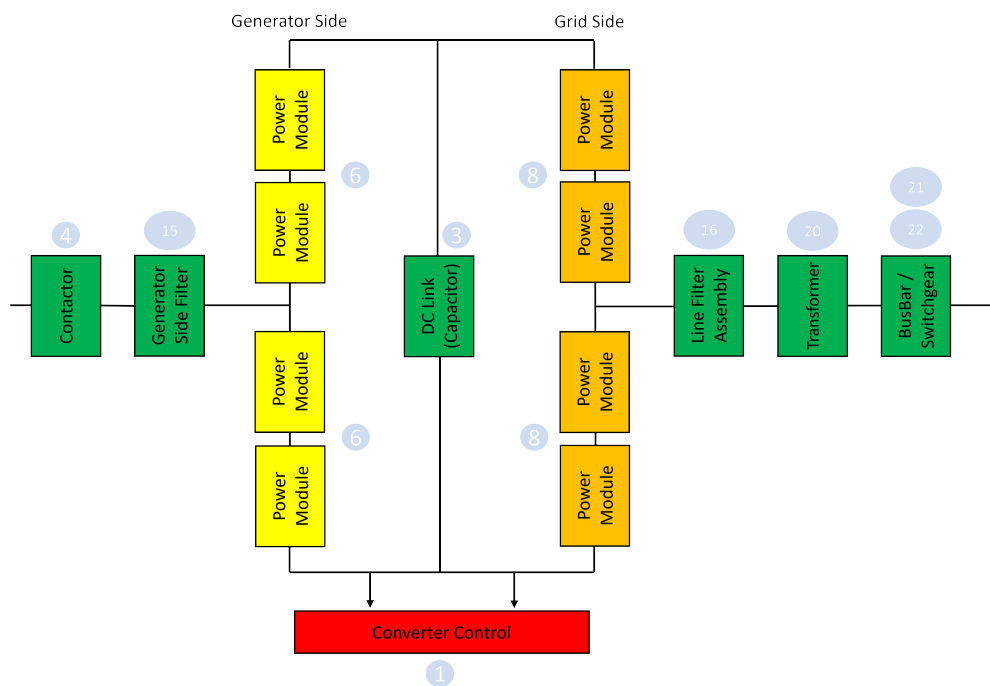 Generator Side
Grid Side
Power
Module
Power
Module
6
8
Power
Module
Power
Module
21
22
4
15
3
16
20
Contactor
Generator
Side Filter
DC Link
(Capacitor)
Line Filter
Assembly
Transformer
BusBar /
Switchgear
Power
Module
Power
Module
6
8
Power
Module
Power
Module
Converter Control
1